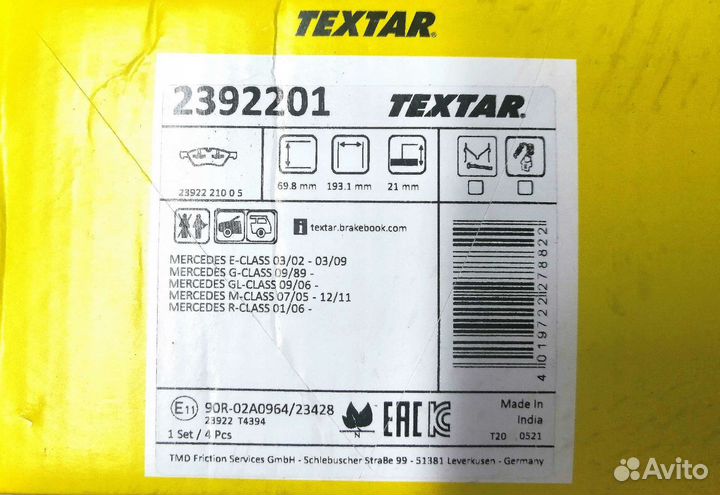 TEXTAR®
2392201
TEXTAR®
23922 210 0 5
69.8 mm
193.1 mm
21 mm
i textar.brakebook.com
MERCEDES E-CLASS 03/02 - 03/09
MERCEDES G-CLASS 09/89 -
MERCEDES GL-CLASS 09/06 -
MERCEDES M-CLASS 07/05 - 12/11
MERCEDES R-CLASS 01/06 -
4 019722 278822
E11 90R-02A0964/23428
23922 T4394
1 Set / 4 Pcs
N
EAC
Made In
India
T20 0521
TMD Friction Services GmbH - Schlebuscher Straße 99 - 51381 Leverkusen - Germany
Avito